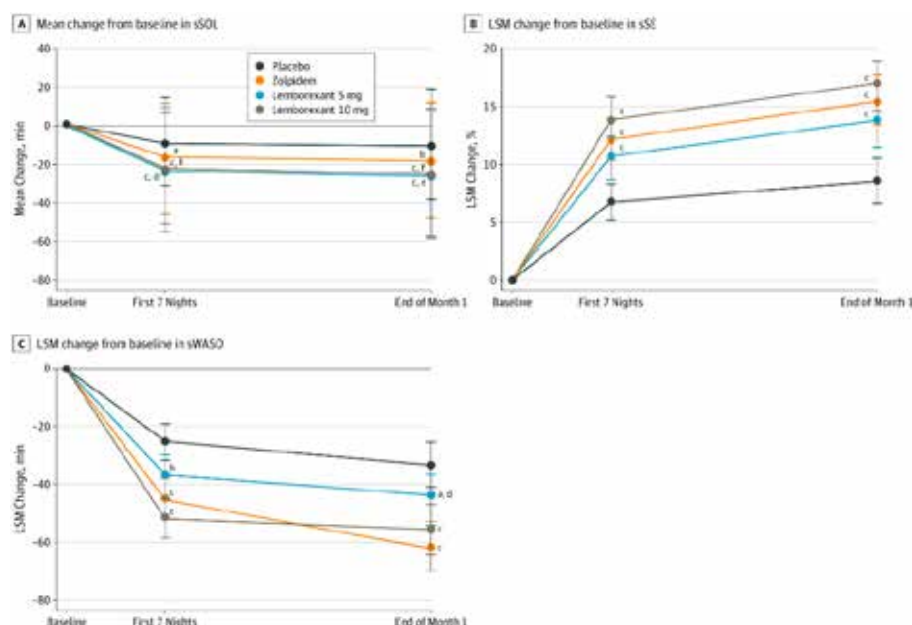 A Mean change from baseline in sSOL
40
20
0
−20
−40
−60
−80
Mean Change, min
Placebo
Zolpidem
Lemborexant 5 mg
Lemborexant 10 mg
b
c, d
c, e
Baseline
First 7 Nights
End of Month 1
B LSM change from baseline in sSE
20
15
10
5
0
LSM Change, %
c
c
c
c
c
Baseline
First 7 Nights
End of Month 1
C LSM change from baseline in sWASO
0
−20
−40
−60
−80
LSM Change, min
b
a, d
c
c
Baseline
First 7 Nights
End of Month 1